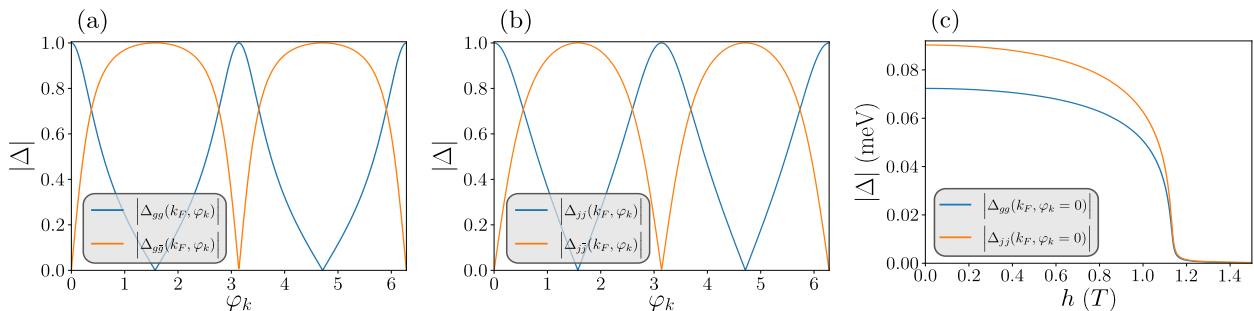 (a)
1.0
0.8
0.6
0.4
0.2
0.0
|Δ|
|Δ_{gg}(k_F, φ_k)|
|Δ_{gḡ}(k_F, φ_k)|
0 1 2 3 4 5 6
φ_k
(b)
1.0
0.8
0.6
0.4
0.2
0.0
|Δ|
|Δ_{jj}(k_F, φ_k)|
|Δ_{jj̄}(k_F, φ_k)|
0 1 2 3 4 5 6
φ_k
(c)
0.08
0.06
0.04
0.02
0.00
|Δ| (meV)
|Δ_{gg}(k_F, φ_k = 0)|
|Δ_{jj}(k_F, φ_k = 0)|
0.0 0.2 0.4 0.6 0.8 1.0 1.2 1.4
h (T)